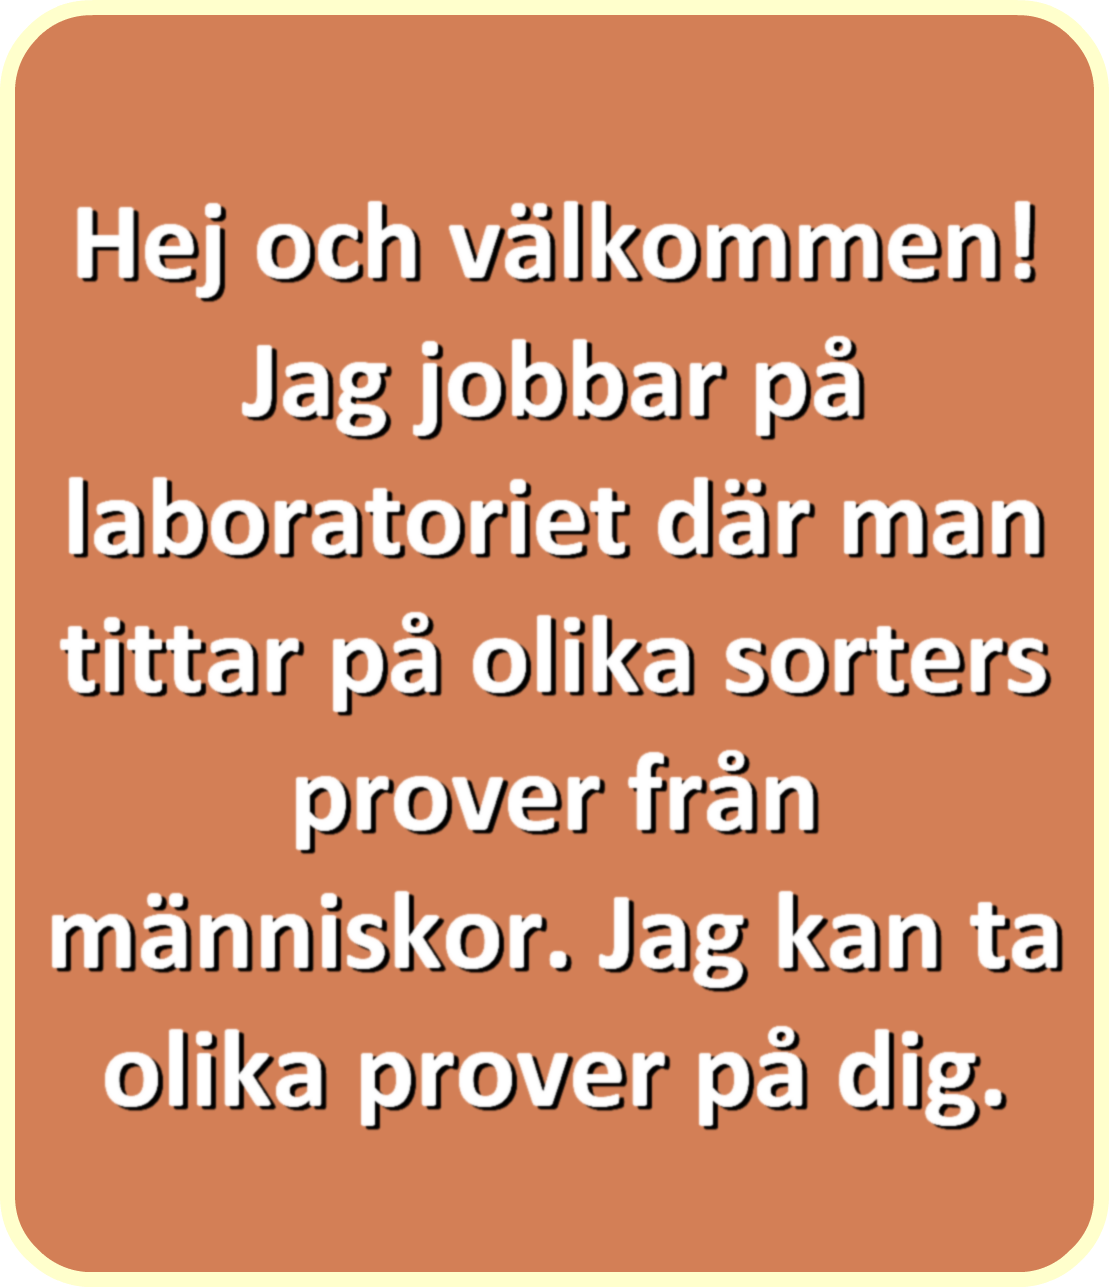 Hej och välkommen!
Jag jobbar på
laboratoriet där man
tittar på olika sorters
prover från
människor. Jag kan ta
olika prover på dig.